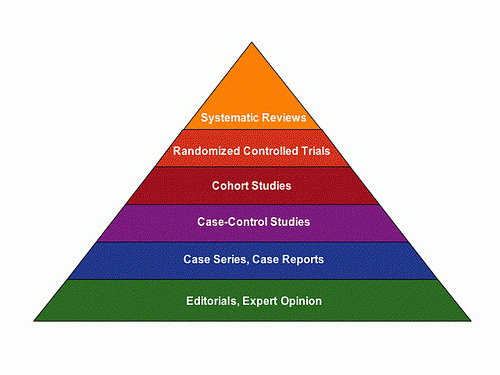 Systematic Reviews
Randomized Controlled Trials
Cohort Studies
Case-Control Studies
Case Series, Case Reports
Editorials, Expert Opinion